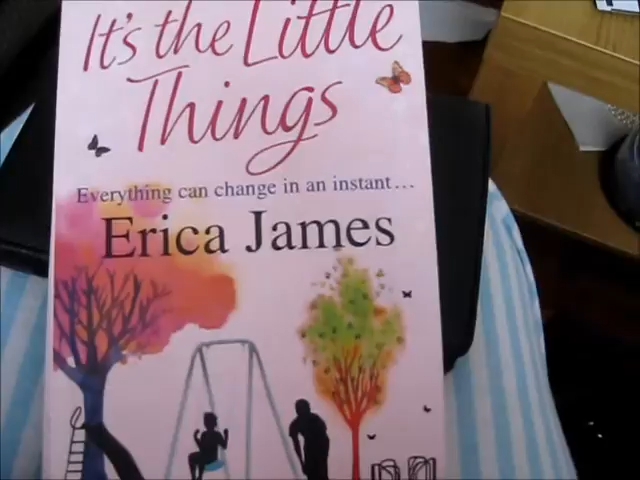 It's the Little
Things
Everything can change in an instant...
Erica James